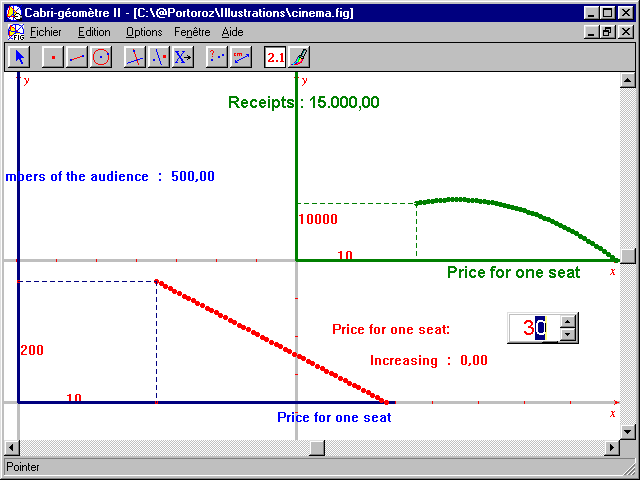 Cabri-géomètre II - [C:\@Portoroz\Illustrations\cinema.fig]
Fichier Edition Options Fenêtre Aide
2.1
y
y
Receipts : 15.000,00
mbers of the audience : 500,00
10000
10
x
Price for one seat
Price for one seat:
30
200
Increasing : 0,00
10
x
Price for one seat
Pointer